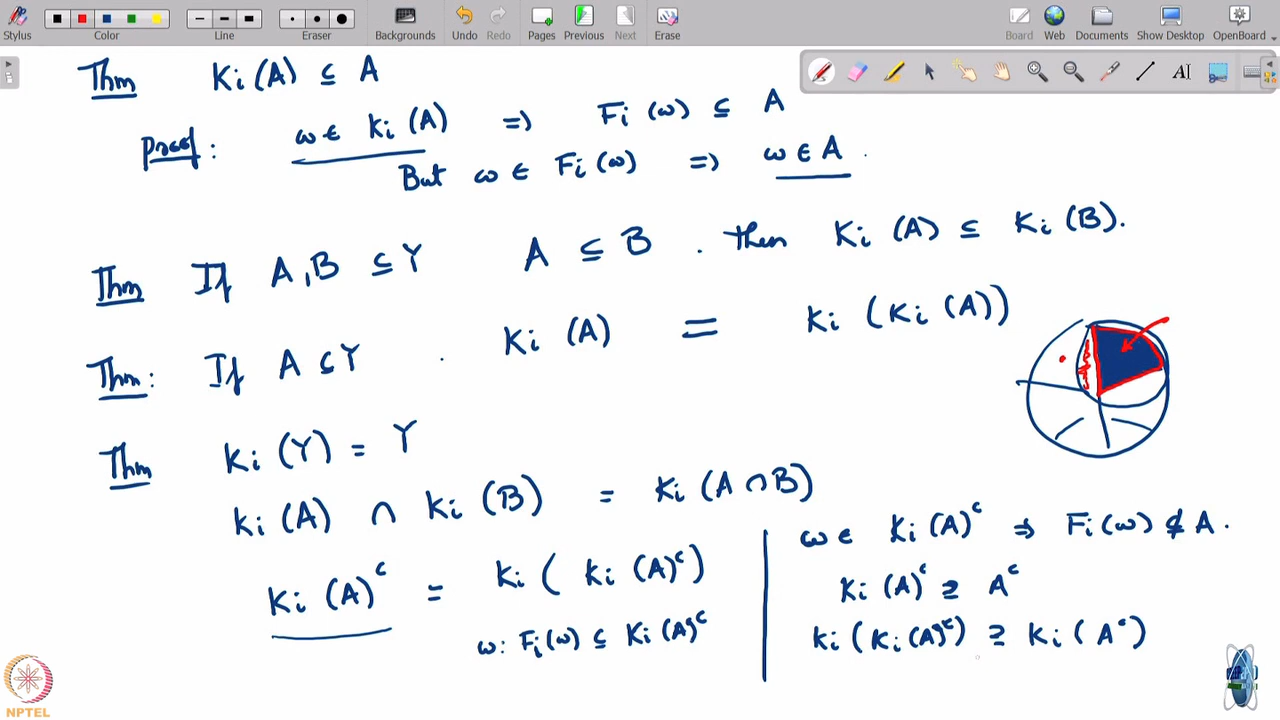 Stylus Color Line Eraser Backgrounds Undo Redo Pages Previous Next Erase Board Web Documents Show Desktop OpenBoard
Thm Ki(A) ⊆ A
Proof: ω ∈ Ki(A) ⇒ Fi(ω) ⊆ A
But ω ∈ Fi(ω) ⇒ ω ∈ A.
Thm If A,B ⊆ Y A ⊆ B. then Ki(A) ⊆ Ki(B).
Thm: If A ⊆ Y. Ki(A) = Ki(Ki(A))
Thm Ki(Y) = Y
Ki(A) ∩ Ki(B) = Ki(A ∩ B)
Ki(A)ᶜ = Ki(Ki(A)ᶜ)
ω: Fi(ω) ⊆ Ki(A)ᶜ
ω ∈ Ki(A)ᶜ ⇒ Fi(ω) ⊄ A.
Ki(A)ᶜ ⊇ Aᶜ
Ki(Ki(A)ᶜ) ⊇ Ki(Aᶜ)
NPTEL